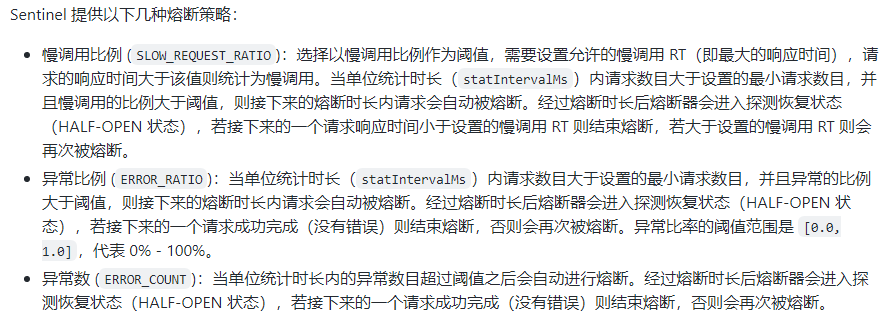 Sentinel 提供以下几种熔断策略：
慢调用比例 (SLOW_REQUEST_RATIO)：选择以慢调用比例作为阈值，需要设置允许的慢调用 RT（即最大的响应时间），请
求的响应时间大于该值则统计为慢调用。当单位统计时长（statIntervalMs）内请求数目大于设置的最小请求数目，并
且慢调用的比例大于阈值，则接下来的熔断时长内请求会自动被熔断。经过熔断时长后熔断器会进入探测恢复状态
（HALF-OPEN 状态），若接下来的一个请求响应时间小于设置的慢调用 RT 则结束熔断，若大于设置的慢调用 RT 则会
再次被熔断。
异常比例 (ERROR_RATIO)：当单位统计时长（statIntervalMs）内请求数目大于设置的最小请求数目，并且异常的比例
大于阈值，则接下来的熔断时长内请求会自动被熔断。经过熔断时长后熔断器会进入探测恢复状态（HALF-OPEN 状
态），若接下来的一个请求成功完成（没有错误）则结束熔断，否则会再次被熔断。异常比率的阈值范围是 [0.0,
1.0]，代表 0% - 100%。
异常数 (ERROR_COUNT)：当单位统计时长内的异常数目超过阈值之后会自动进行熔断。经过熔断时长后熔断器会进入探
测恢复状态（HALF-OPEN 状态），若接下来的一个请求成功完成（没有错误）则结束熔断，否则会再次被熔断。